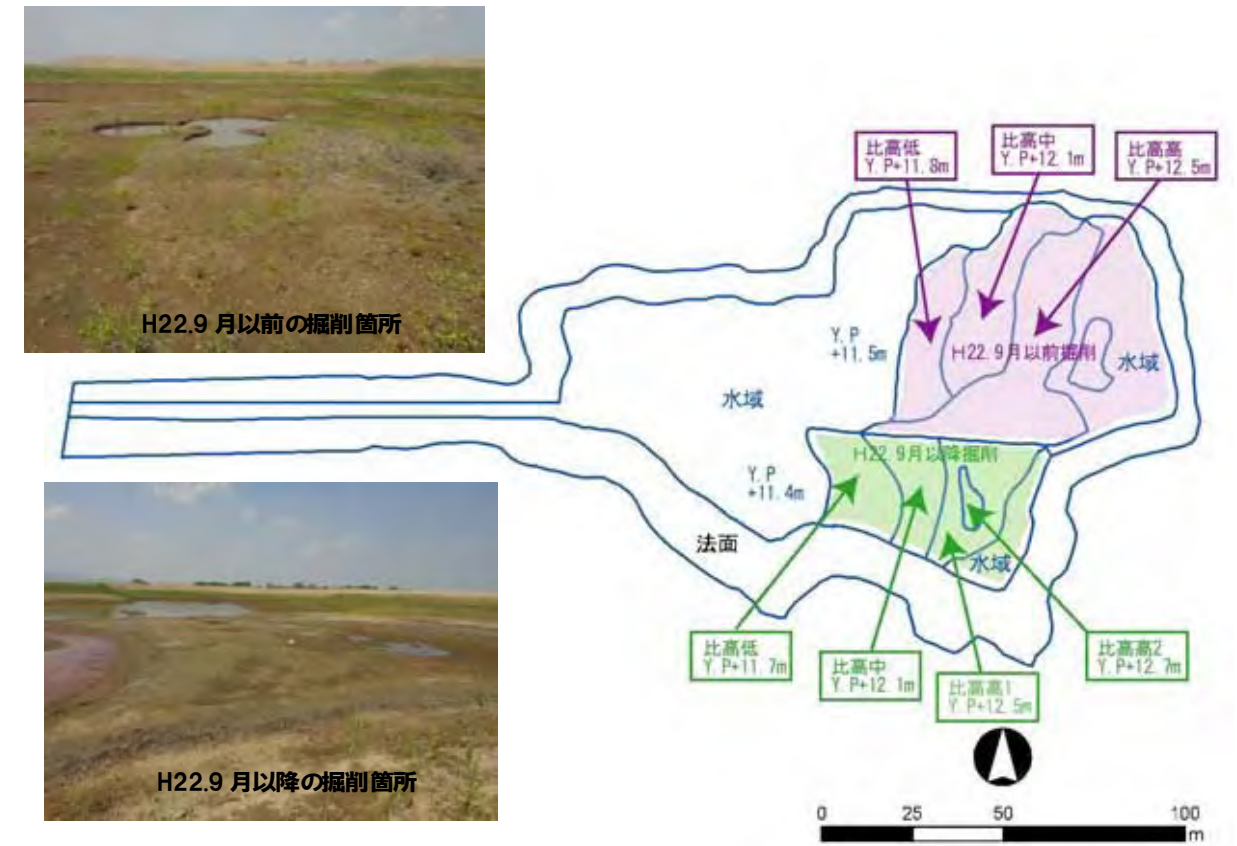 H22.9 月以前の掘削箇所
H22.9 月以降の掘削箇所
比高低
Y.P+11.8m
比高中
Y.P+12.1m
比高高
Y.P+12.5m
Y.P
+11.5m
H22.9月以前掘削
水域
水域
H22.9月以降掘削
Y.P
+11.4m
法面
水域
比高低
Y.P+11.7m
比高中
Y.P+12.1m
比高高1
Y.P+12.5m
比高高2
Y.P+12.7m
0 25 50 100
m